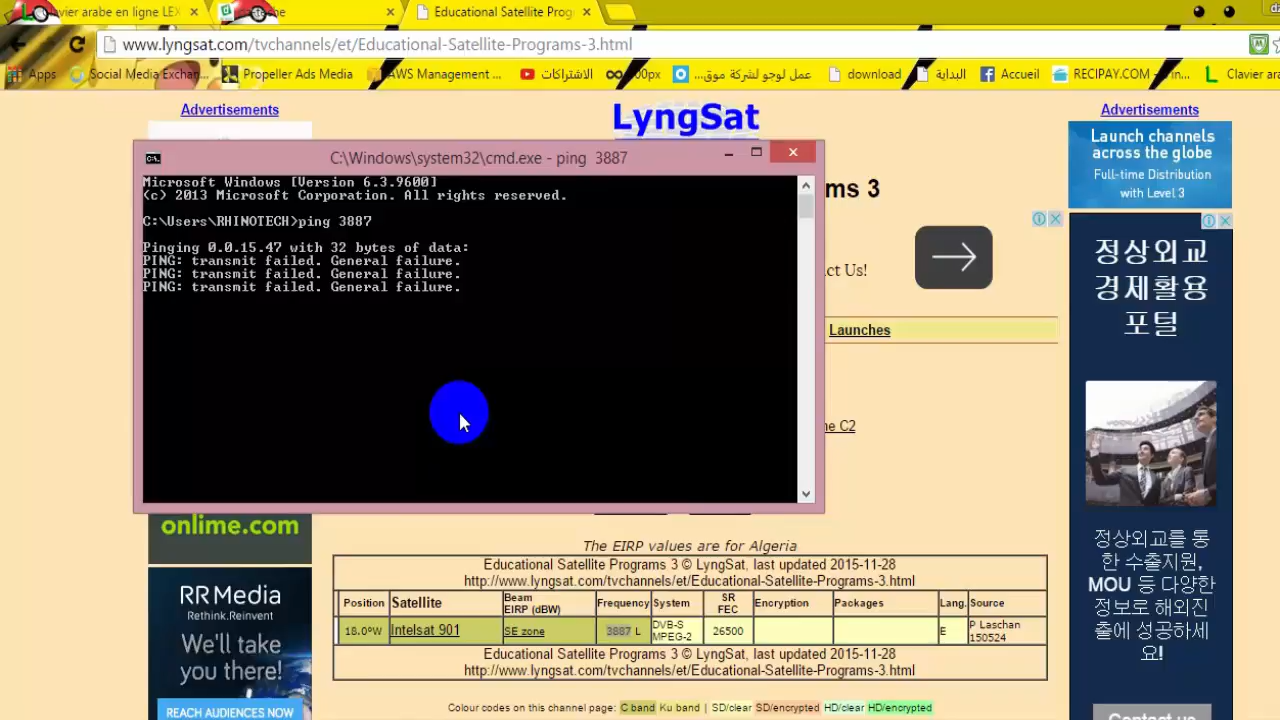 avier arabe en ligne LEX
Educational Satellite Prog
www.lyngsat.com/tvchannels/et/Educational-Satellite-Programs-3.html
Apps
Social Media Exchan...
Propeller Ads Media
AWS Management ...
الاشتراكات
00px
عمل لوجو لشركة موق...
download
البداية
Accueil
RECIPAY.COM
Clavier ara
Advertisements
LyngSat
Advertisements
Launch channels
across the globe
Full-time Distribution
with Level 3
C:\Windows\system32\cmd.exe - ping 3887
Microsoft Windows [Version 6.3.9600]
(c) 2013 Microsoft Corporation. All rights reserved.
C:\Users\RHINOTECH>ping 3887
Pinging 0.0.15.47 with 32 bytes of data:
PING: transmit failed. General failure.
PING: transmit failed. General failure.
PING: transmit failed. General failure.
ms 3
ct Us!
Launches
ne C2
정상외교
경제활용
포털
정상외교를 통
한 수출지원,
MOU 등 다양한
정보로 해외진
출에 성공하세
요!
Contact us
onlime.com
RRMedia
Rethink.Reinvent
We'll take
you there!
REACH AUDIENCES NOW
The EIRP values are for Algeria
Educational Satellite Programs 3 © LyngSat, last updated 2015-11-28
http://www.lyngsat.com/tvchannels/et/Educational-Satellite-Programs-3.html
Position Satellite Beam EIRP (dBW) Frequency System SR FEC Encryption Packages Lang. Source
18.0°W Intelsat 901 SE zone 3887 L DVB-S MPEG-2 26500 E P Laschan 150524
Educational Satellite Programs 3 © LyngSat, last updated 2015-11-28
http://www.lyngsat.com/tvchannels/et/Educational-Satellite-Programs-3.html
Colour codes on this channel page: C band Ku band | SD/clear SD/encrypted HD/clear HD/encrypted